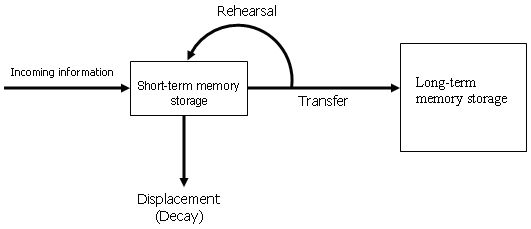 Rehearsal
Incoming information
Short-term memory
storage
Transfer
Long-term
memory storage
Displacement
(Decay)